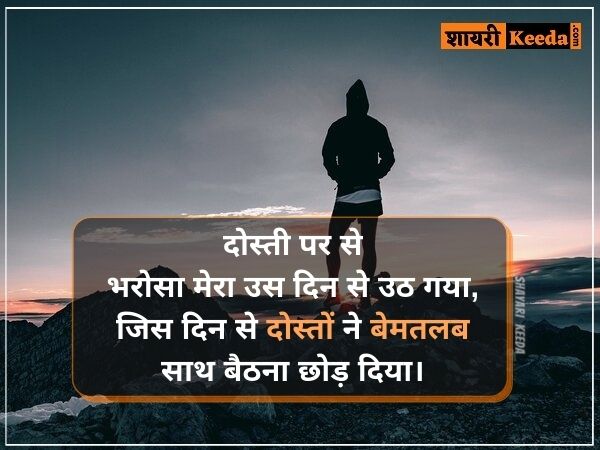 शायरी Keeda .com
दोस्ती पर से
भरोसा मेरा उस दिन से उठ गया,
जिस दिन से दोस्तों ने बेमतलब
साथ बैठना छोड़ दिया।
SHAYARI KEEDA